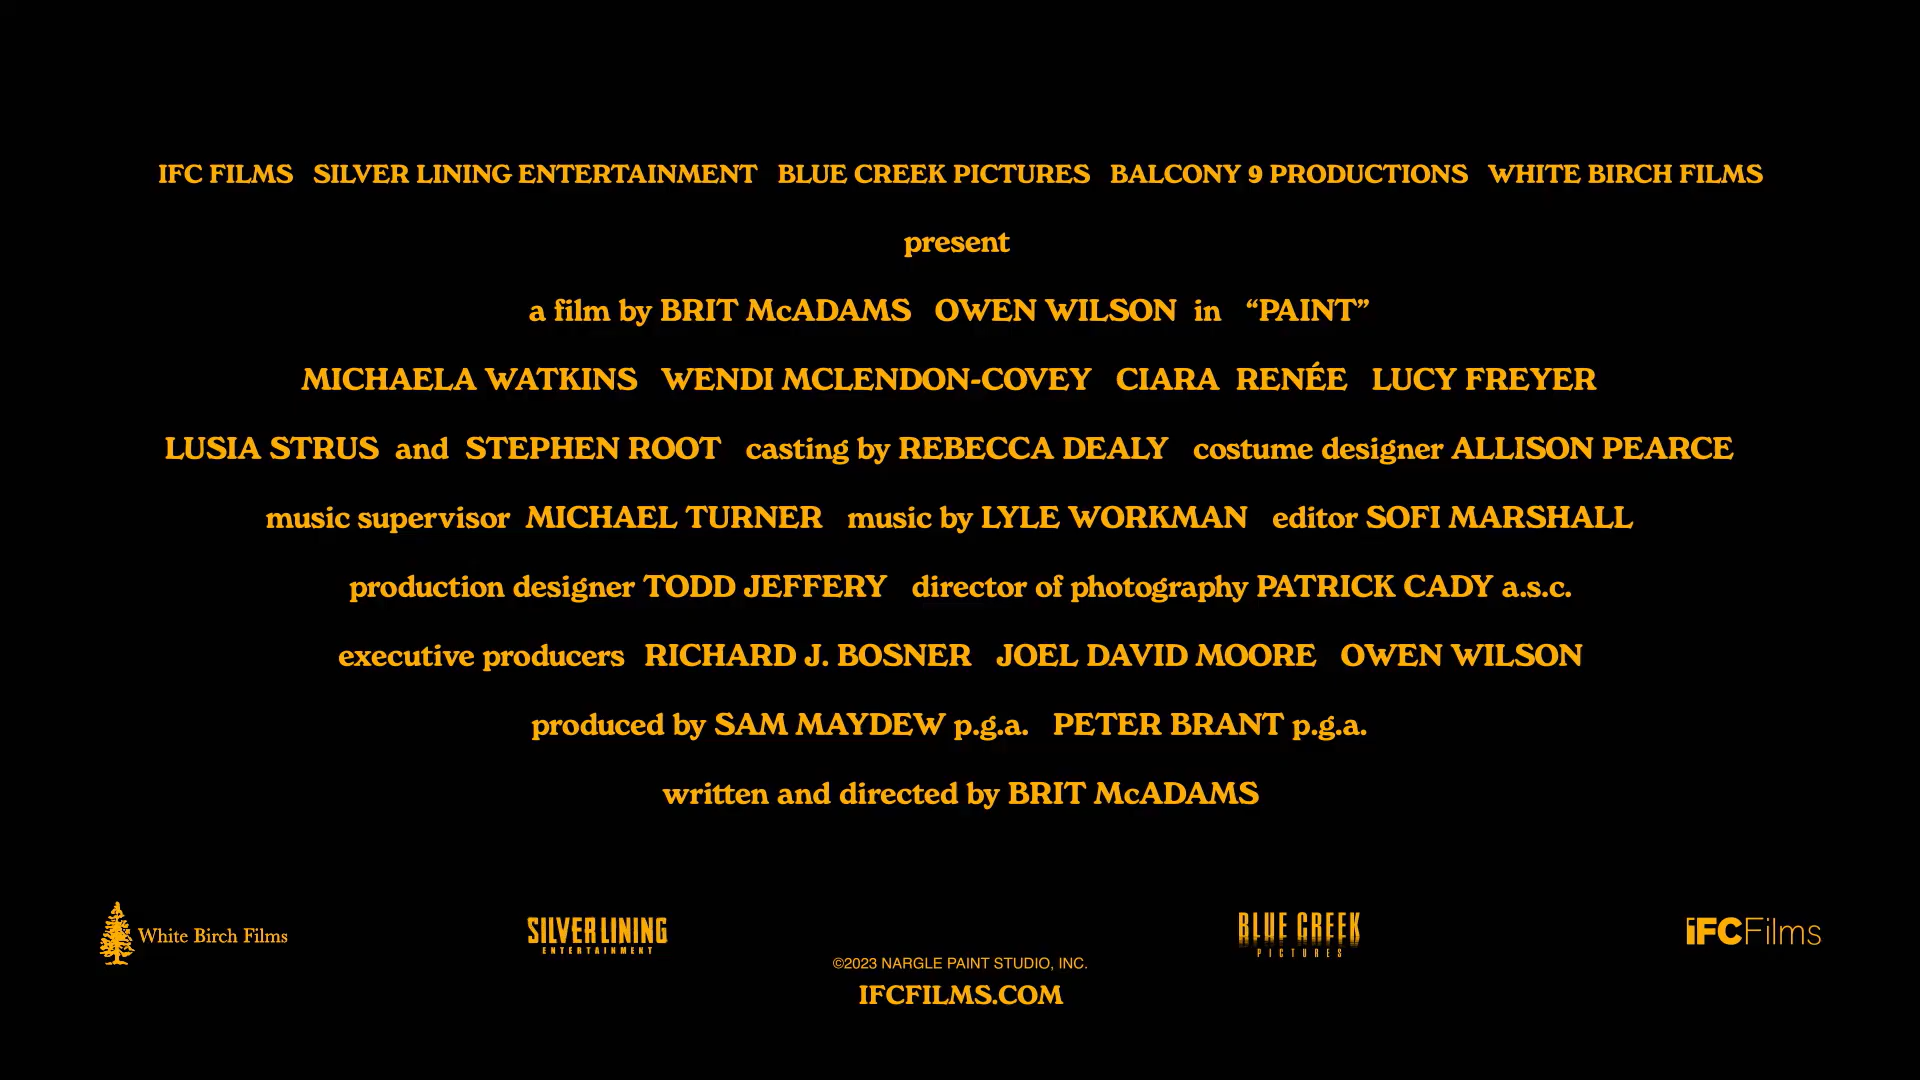 IFC FILMS SILVER LINING ENTERTAINMENT BLUE CREEK PICTURES BALCONY 9 PRODUCTIONS WHITE BIRCH FILMS
present
a film by BRIT McADAMS OWEN WILSON in “PAINT”
MICHAELA WATKINS WENDI MCLENDON-COVEY CIARA RENÉE LUCY FREYER
LUSIA STRUS and STEPHEN ROOT casting by REBECCA DEALY costume designer ALLISON PEARCE
music supervisor MICHAEL TURNER music by LYLE WORKMAN editor SOFI MARSHALL
production designer TODD JEFFERY director of photography PATRICK CADY a.s.c.
executive producers RICHARD J. BOSNER JOEL DAVID MOORE OWEN WILSON
produced by SAM MAYDEW p.g.a. PETER BRANT p.g.a.
written and directed by BRIT McADAMS
White Birch Films
SILVER LINING
ENTERTAINMENT
BLUE CREEK
PICTURES
IFC Films
©2023 NARGLE PAINT STUDIO, INC.
IFCFILMS.COM